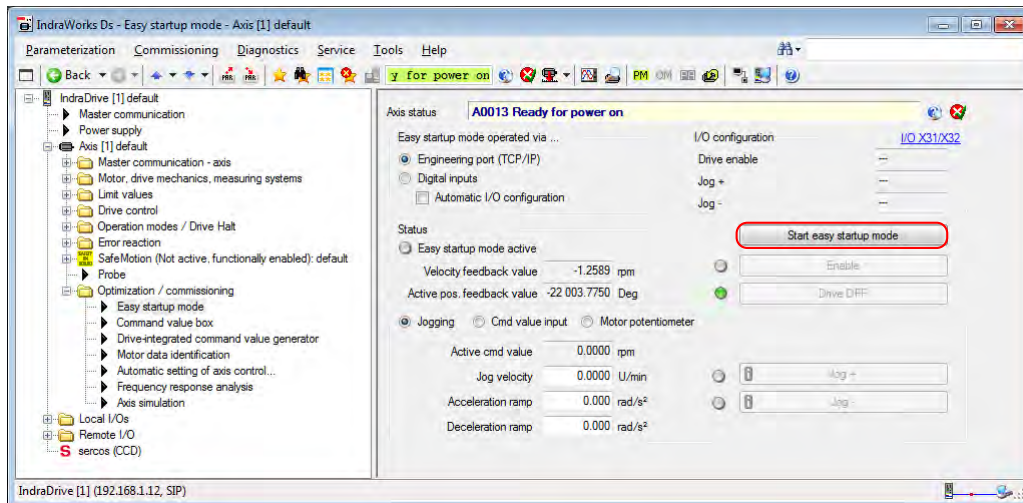 IndraWorks Ds - Easy startup mode - Axis [1] default
Parameterization Commissioning Diagnostics Service Tools Help
Back y for power on PM OM
IndraDrive [1] default
Master communication
Power supply
Axis [1] default
Master communication - axis
Motor, drive mechanics, measuring systems
Limit values
Drive control
Operation modes / Drive Halt
Error reaction
SafeMotion (Not active, functionally enabled): default
Probe
Optimization / commissioning
Easy startup mode
Command value box
Drive-integrated command value generator
Motor data identification
Automatic setting of axis control...
Frequency response analysis
Axis simulation
Local I/Os
Remote I/O
S sercos (CCD)
Axis status A0013 Ready for power on
Easy startup mode operated via ... I/O configuration I/O X31/X32
Engineering port (TCP/IP) Drive enable ---
Digital inputs Jog + ---
Automatic I/O configuration Jog - ---
Status Start easy startup mode
Easy startup mode active
Velocity feedback value -1.2589 rpm Enable
Active pos. feedback value -22 003.7750 Deg Drive OFF
Jogging Cmd value input Motor potentiometer
Active cmd value 0.0000 rpm
Jog velocity 0.0000 U/min Jog +
Acceleration ramp 0.000 rad/s² Jog -
Deceleration ramp 0.000 rad/s²
IndraDrive [1] (192.168.1.12, SIP)